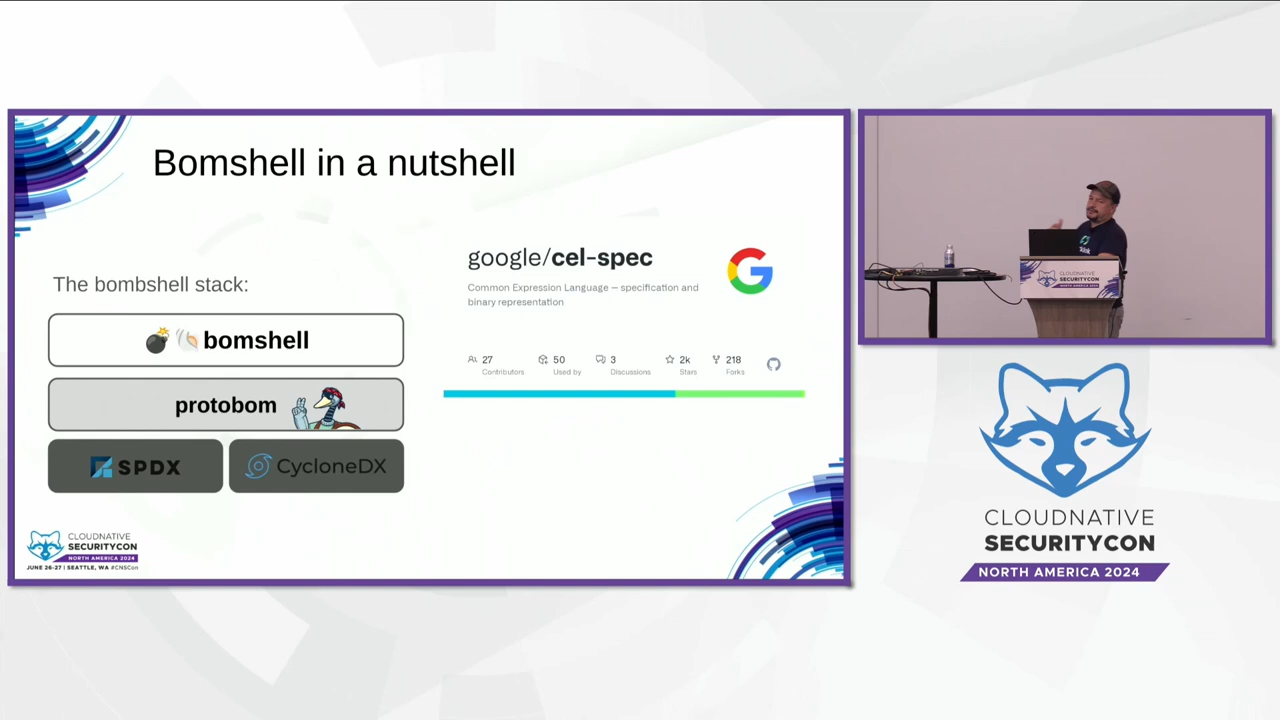 Bomshell in a nutshell
The bombshell stack:
bomshell
protobom
SPDX
CycloneDX
google/cel-spec
Common Expression Language — specification and
binary representation
27
Contributors
50
Used by
3
Discussions
2k
Stars
218
Forks
CLOUDNATIVE
SECURITYCON
NORTH AMERICA 2024
JUNE 26-27 | SEATTLE, WA #CNSCon
CLOUDNATIVE
SECURITYCON
CLOUDNATIVE
SECURITYCON
NORTH AMERICA 2024